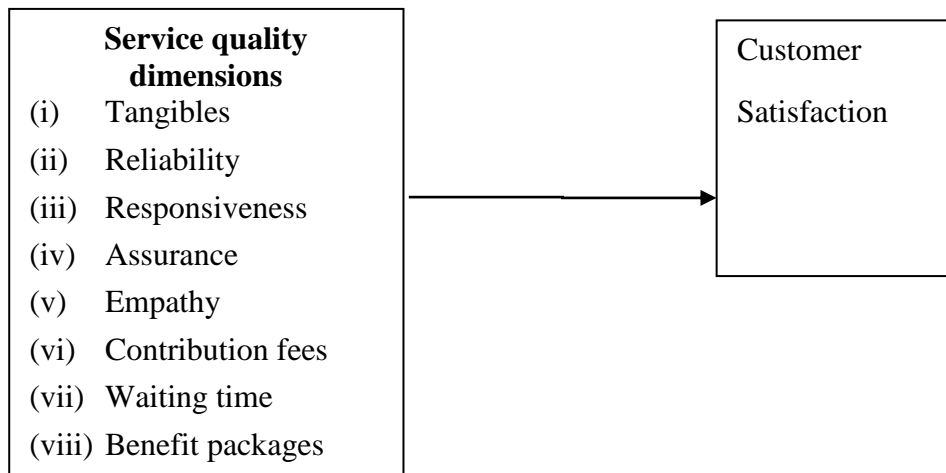 Service quality
dimensions
(i) Tangibles
(ii) Reliability
(iii) Responsiveness
(iv) Assurance
(v) Empathy
(vi) Contribution fees
(vii) Waiting time
(viii) Benefit packages
Customer
Satisfaction